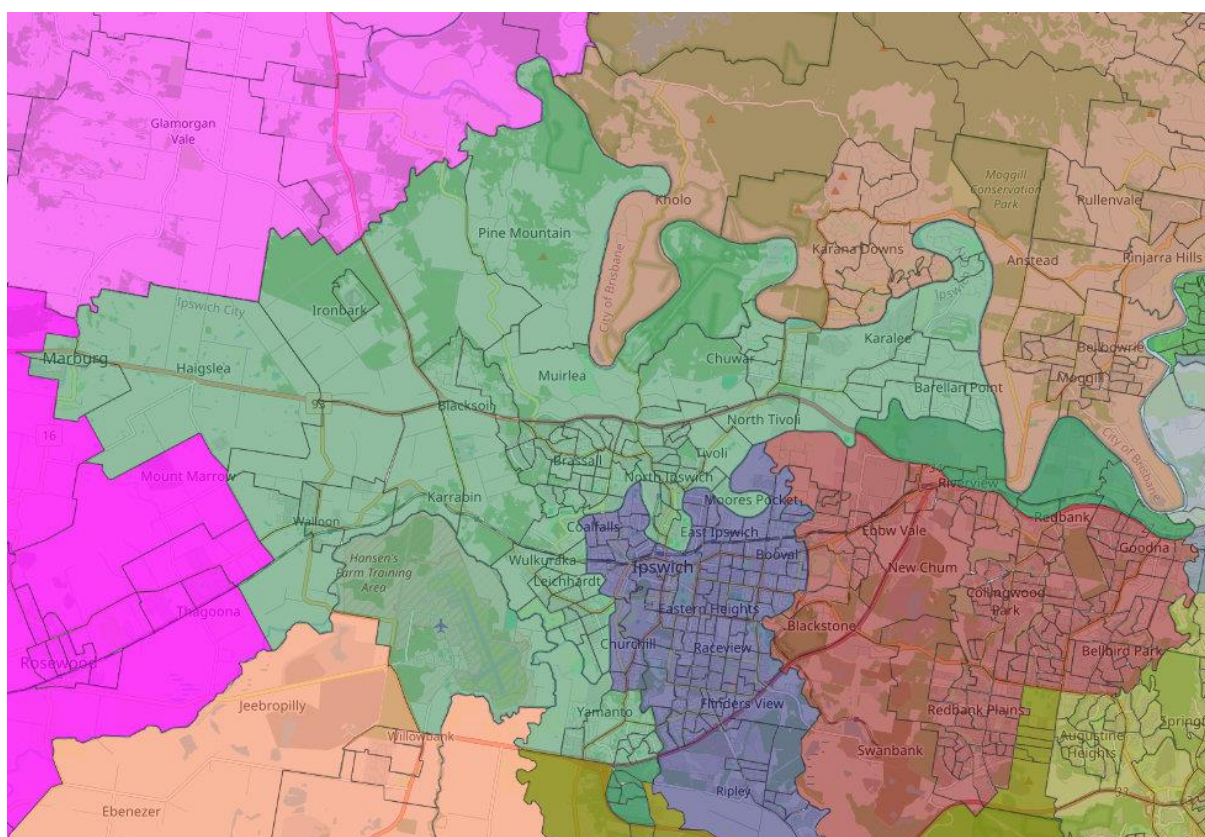 Glamorgan
Vale
Pine Mountain
Kholo
Moggill
Conservation
Park
Pullenvale
Karana Downs
Anstead
Pinjarra Hills
Ipswich City
Ironbark
City of Brisbane
Marburg
Haigslea
Muirlea
Chuwar
Karalee
Bellbowrie
Moggill
Barellan Point
Blacksoil
North Tivoli
16
Brassall
Tivoli
City of Brisbane
Mount Marrow
North Ipswich
Riverview
Karrabin
Moores Pocket
Walloon
Coalfalls
East Ipswich
Ebbw Vale
Redbank
Goodna
Hansen's
Farm Training
Area
Wulkuraka
Booval
Leichhardt
Ipswich
New Chum
Collingwood
Park
Thagoona
Eastern Heights
Blackstone
Rosewood
Churchill
Raceview
Bellbird Park
Jeebropilly
Yamanto
Flinders View
Redbank Plains
Willowbank
Augustine
Heights
Swanbank
Ripley
Ebenezer
33